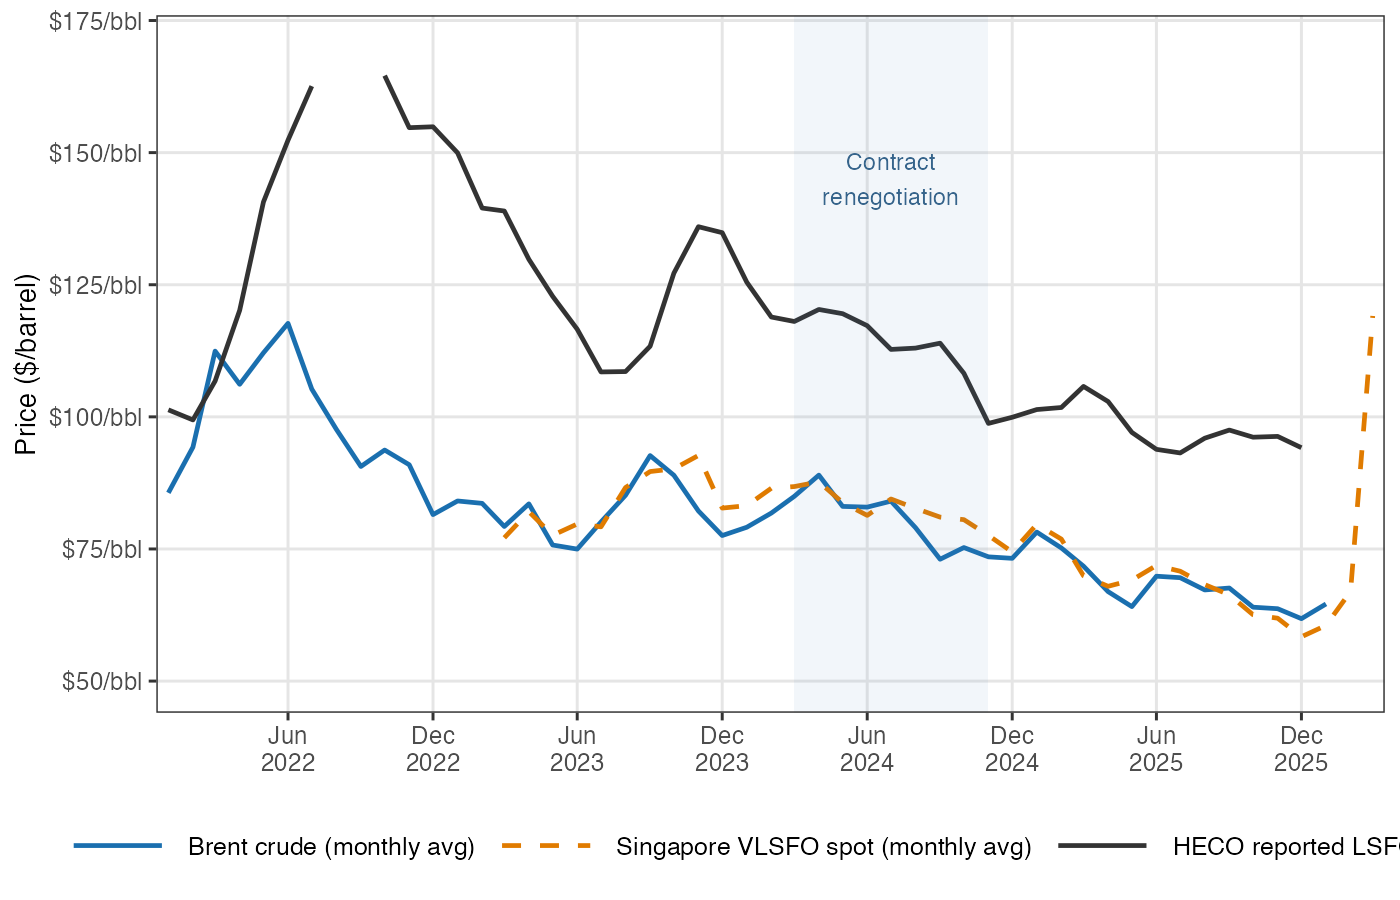 $175/bbl
$150/bbl
$125/bbl
$100/bbl
$75/bbl
$50/bbl
Price ($/barrel)
Contract
renegotiation
Jun
2022
Dec
2022
Jun
2023
Dec
2023
Jun
2024
Dec
2024
Jun
2025
Dec
2025
Brent crude (monthly avg)
Singapore VLSFO spot (monthly avg)
HECO reported